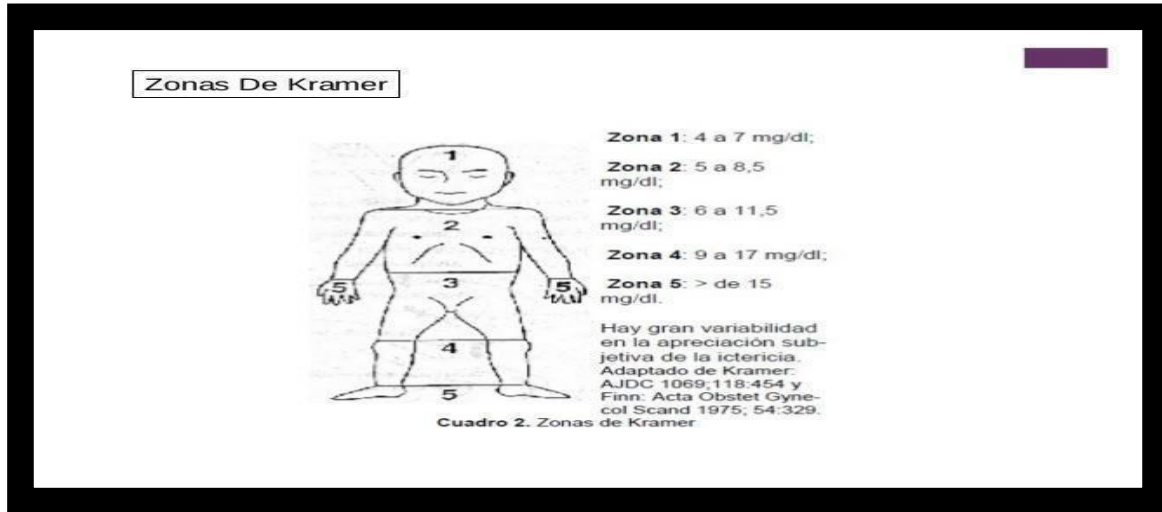 Zonas De Kramer
1
2
3
4
5
5
5
Zona 1: 4 a 7 mg/dl;
Zona 2: 5 a 8,5
mg/dl;
Zona 3: 6 a 11,5
mg/dl;
Zona 4: 9 a 17 mg/dl;
Zona 5: > de 15
mg/dl.
Hay gran variabilidad
en la apreciación sub-
jetiva de la ictericia.
Adaptado de Kramer:
AJDC 1069;118:454 y
Finn: Acta Obstet Gyne-
col Scand 1975; 54:329.
Cuadro 2. Zonas de Kramer